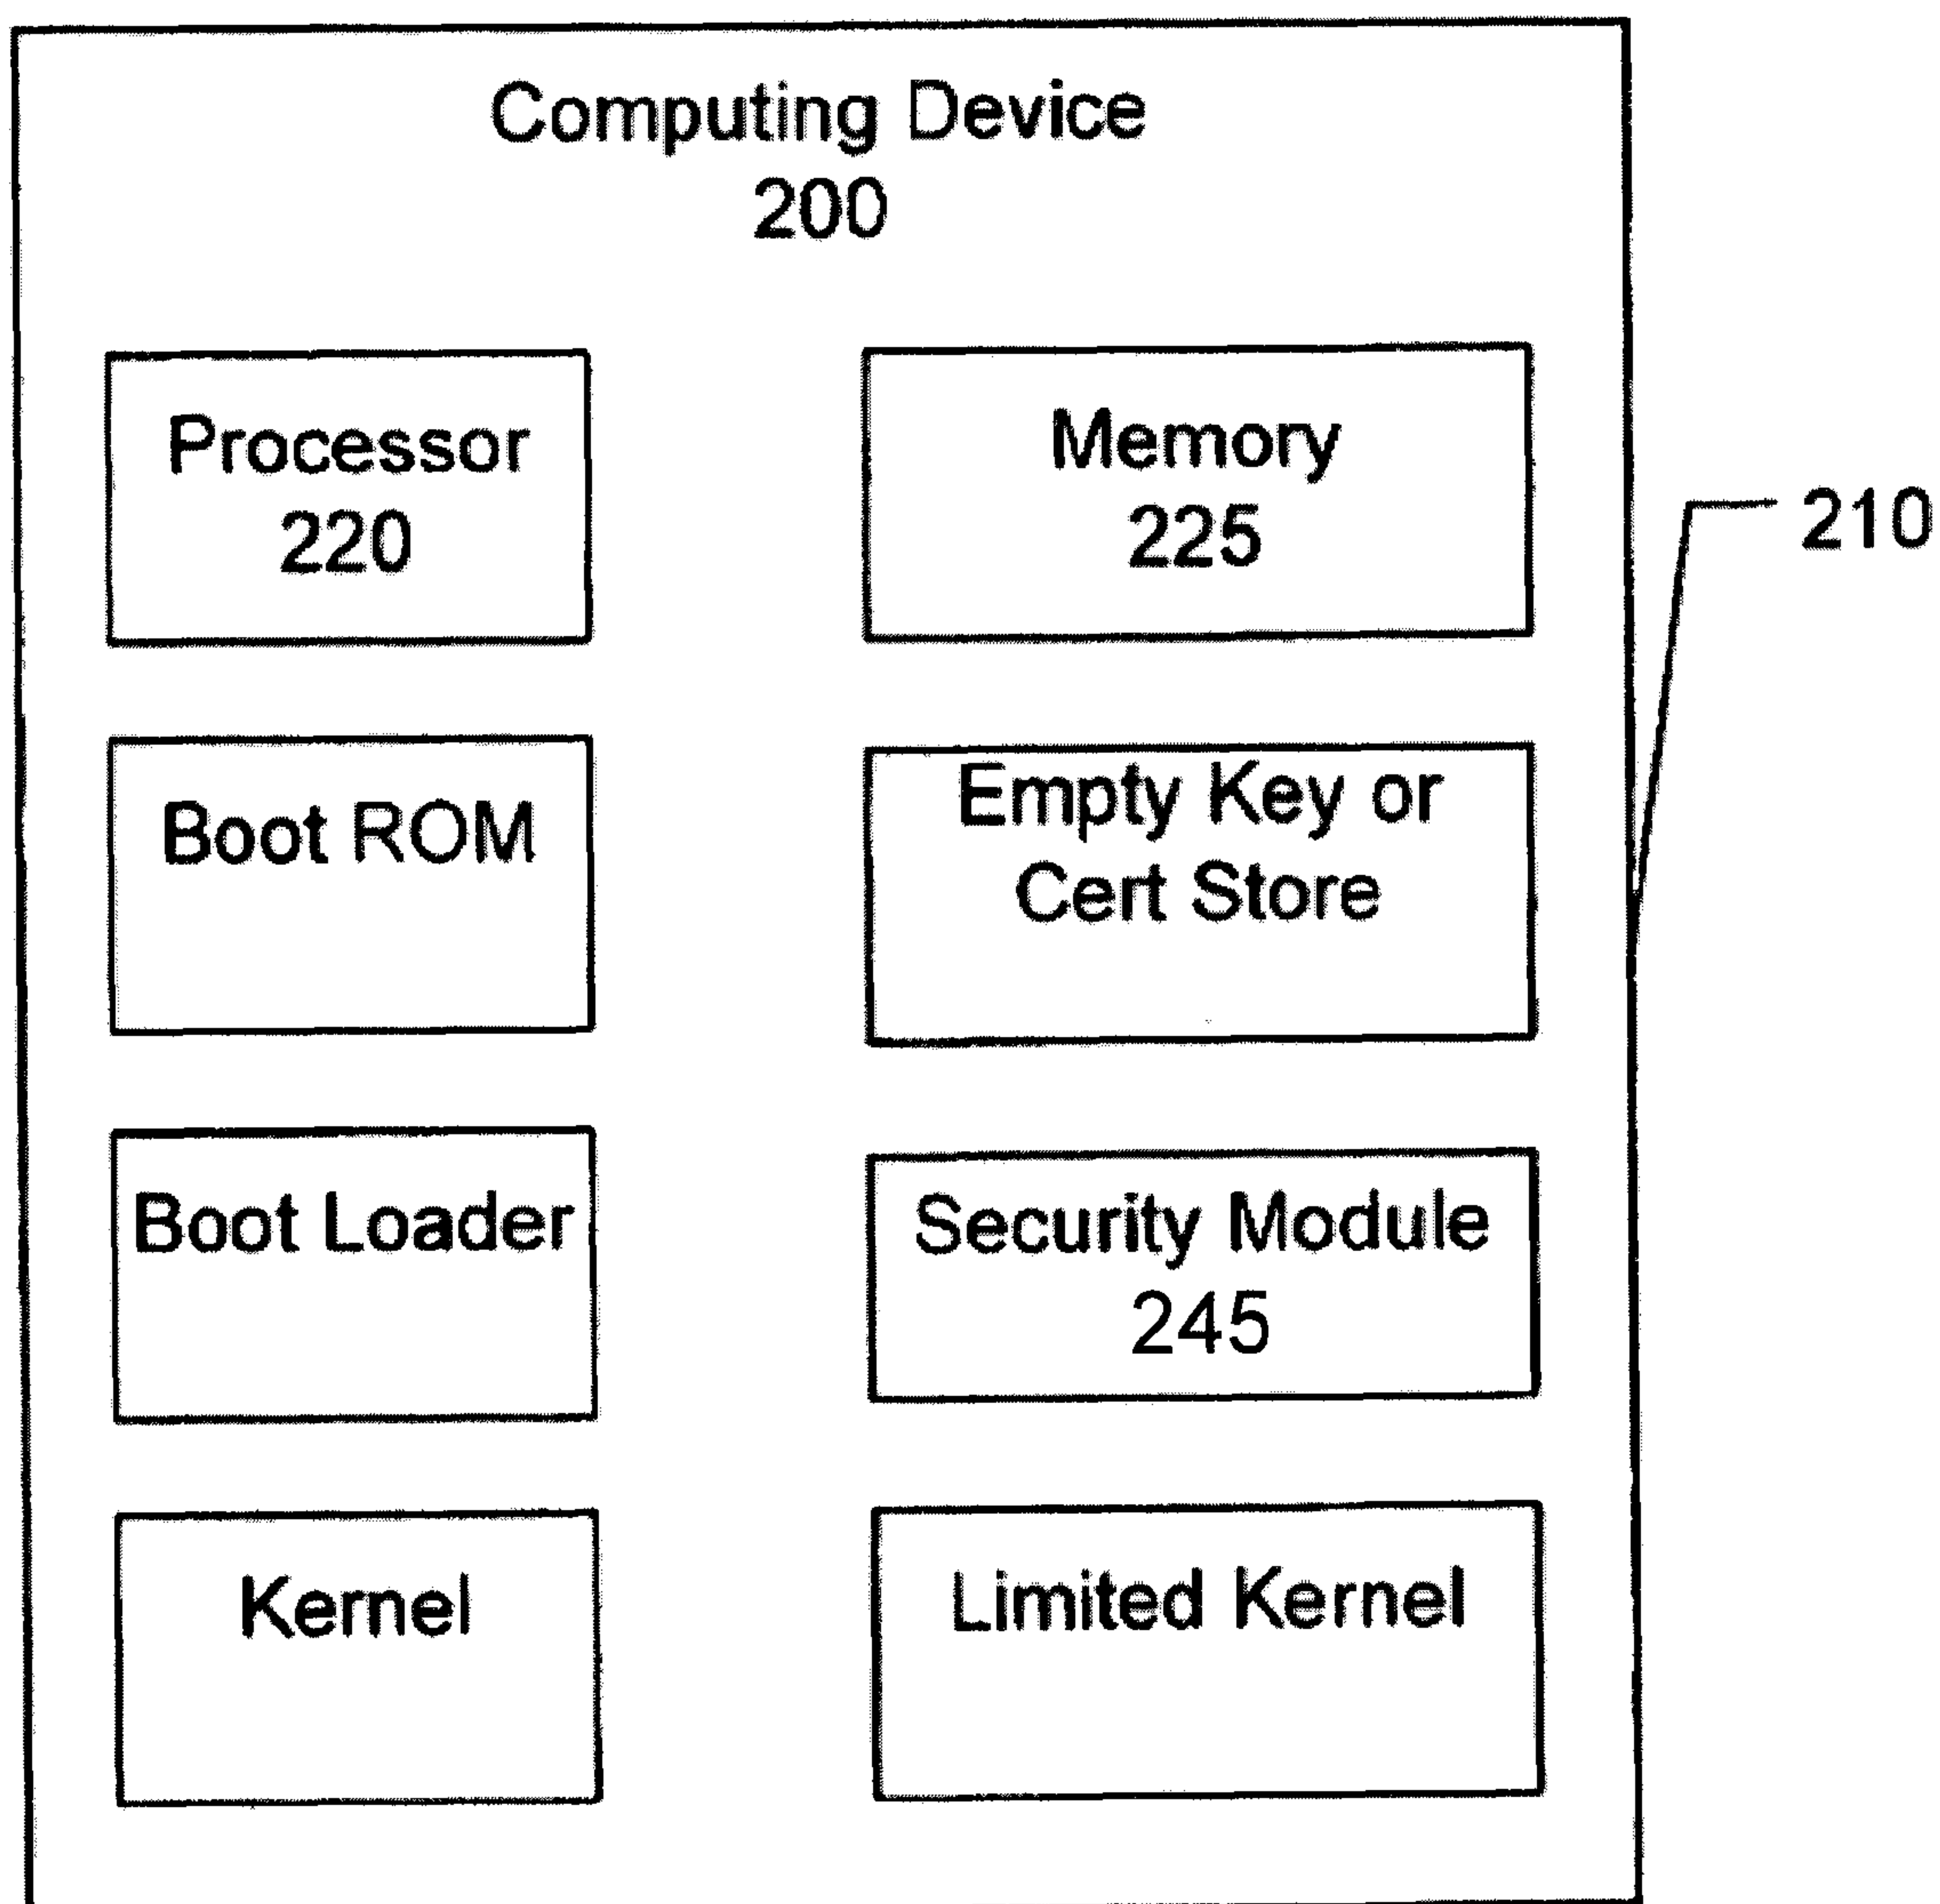 Computing Device
200
Processor
220
Memory
225
210
Boot ROM
Empty Key or
Cert Store
Boot Loader
Security Module
245
Kernel
Limited Kernel